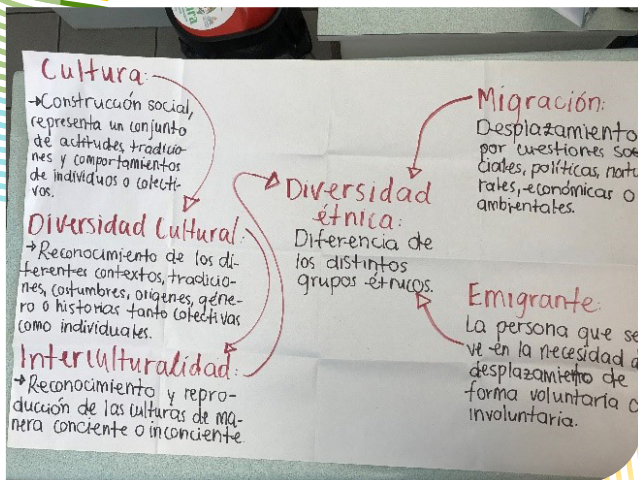 Cultura:
→Construcción social,
representa un conjunto
de actitudes, tradicio-
nes y comportamientos
de individuos o colecti-
vos.
Diversidad Cultural:
→Reconocimiento de los di-
ferentes contextos, tradicio-
nes, costumbres, orígenes, géne-
ro o historias tanto colectivas
como individuales.
Interculturalidad:
→Reconocimiento y repro-
ducción de las culturas de ma-
nera conciente o inconciente
Diversidad
étnica:
Diferencia de
los distintos
grupos étnicos.
Migración:
Desplazamiento
por cuestiones so
ciales, políticas, natu
rales, económicas o
ambientales.
Emigrante:
La persona que se
ve en la necesidad d
desplazamiento de
forma voluntaria o
involuntaria.